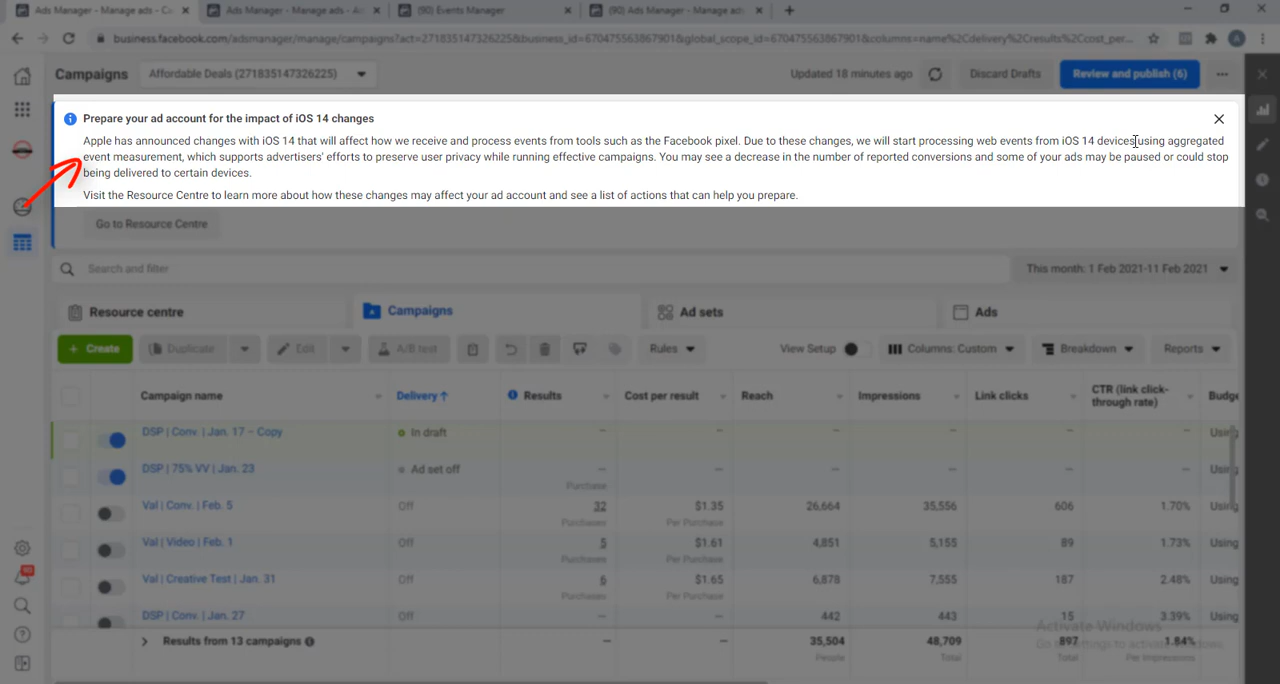 Ads Manager - Manage ads - Ca
Ads Manager - Manage ads - A
(90) Events Manager
(90) Ads Manager - Manage ads
business.facebook.com/adsmanager/manage/campaigns?act=271835147326225&business_id=670475563867901&global_scope_id=670475563867901&columns=name%2Cdelivery%2Cresults%2Ccost_per...
Campaigns
Affordable Deals (271835147326225)
Updated 18 minutes ago
Discard Drafts
Review and publish (6)
Prepare your ad account for the impact of iOS 14 changes
Apple has announced changes with iOS 14 that will affect how we receive and process events from tools such as the Facebook pixel. Due to these changes, we will start processing web events from iOS 14 devices using aggregated
event measurement, which supports advertisers' efforts to preserve user privacy while running effective campaigns. You may see a decrease in the number of reported conversions and some of your ads may be paused or could stop
being delivered to certain devices.
Visit the Resource Centre to learn more about how these changes may affect your ad account and see a list of actions that can help you prepare.
Go to Resource Centre
Search and filter
This month: 1 Feb 2021-11 Feb 2021
Resource centre
Campaigns
Ad sets
Ads
+ Create
Duplicate
Edit
A/B test
Rules
View Setup
Columns: Custom
Breakdown
Reports
Campaign name
Delivery ↑
Results
Cost per result
Reach
Impressions
Link clicks
CTR (link click-
through rate)
Budge
DSP | Conv. | Jan. 17 – Copy
In draft
— — — — — —
Using
DSP | 75% VV | Jan. 23
Ad set off
— — — — — —
Using
Purchase
Val | Conv. | Feb. 5
Off
32
$1.35
26,664
35,556
606
1.70%
Using
Purchases
Per Purchase
Val | Video | Feb. 1
Off
5
$1.61
4,851
5,155
89
1.73%
Using
Purchases
Per Purchase
Val | Creative Test | Jan. 31
Off
6
$1.65
6,878
7,555
187
2.48%
Using
Purchases
Per Purchase
DSP | Conv. | Jan. 27
Off
—
—
442
443
15
3.39%
Using
Activate Windows
Results from 13 campaigns
—
—
35,504
48,709
897
1.84%
Go to Settings to activate Windows.
People
Total
Total
Per Impressions